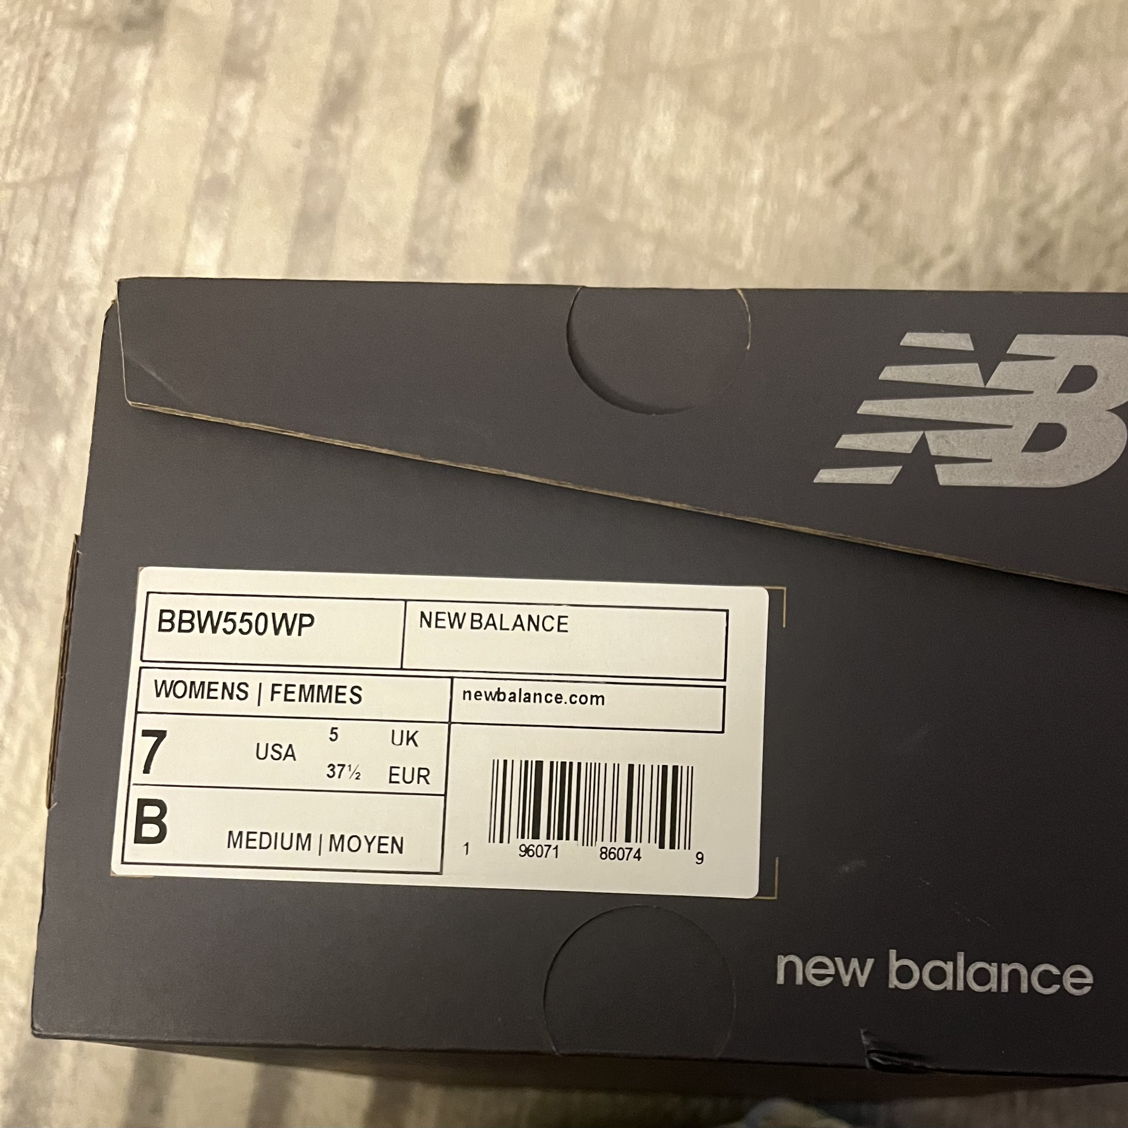 NB
BBW550WP
NEW BALANCE
WOMENS | FEMMES
newbalance.com
7 USA 5 UK
37½ EUR
B MEDIUM | MOYEN
1 96071 86074 9
new balance